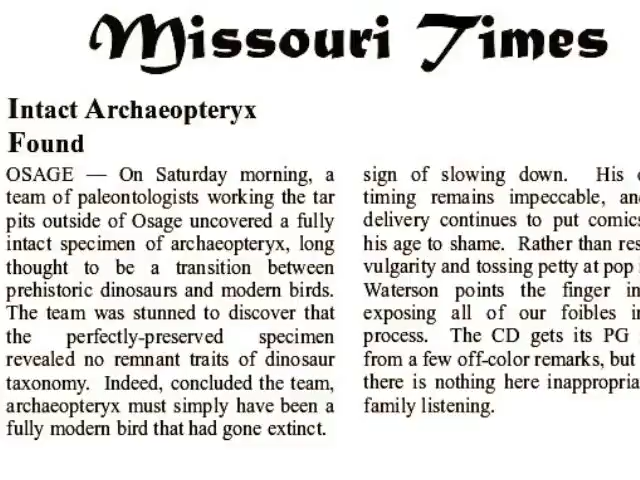 Missouri Times
Intact Archaeopteryx
Found
OSAGE — On Saturday morning, a
team of paleontologists working the tar
pits outside of Osage uncovered a fully
intact specimen of archaeopteryx, long
thought to be a transition between
prehistoric dinosaurs and modern birds.
The team was stunned to discover that
the perfectly-preserved specimen
revealed no remnant traits of dinosaur
taxonomy. Indeed, concluded the team,
archaeopteryx must simply have been a
fully modern bird that had gone extinct.
sign of slowing down. His
timing remains impeccable,
delivery continues to put
his age to shame. Rather than
vulgarity and tossing petty at pop
Waterson points the finger
exposing all of our foibles
process. The CD gets its PG
from a few off-color remarks, but
there is nothing here
family listening.